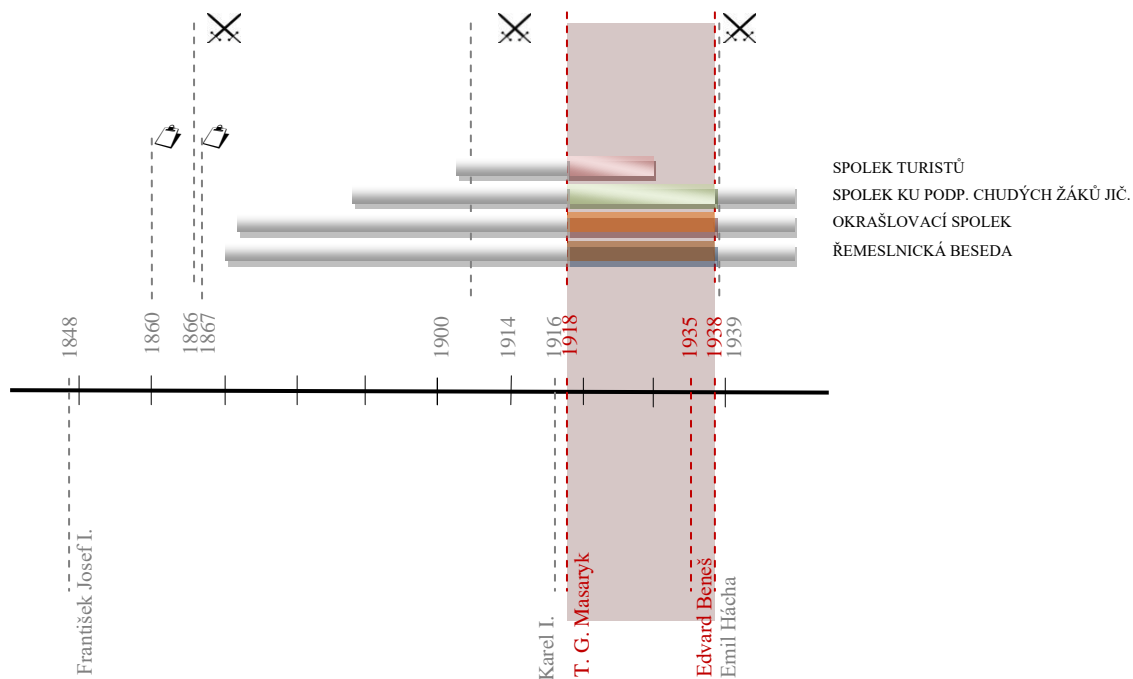 SPOLEK TURISTŮ
SPOLEK KU PODP. CHUDÝCH ŽÁKŮ JIČ.
OKRAŠLOVACÍ SPOLEK
ŘEMESLNICKÁ BESEDA
1848
1860
1866
1867
1900
1914
1916
1918
1935
1938
1939
František Josef I.
Karel I.
T. G. Masaryk
Edvard Beneš
Emil Hácha